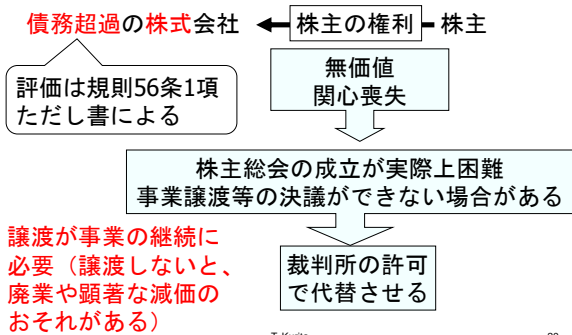 債務超過の株式会社 株主の権利 株主
評価は規則56条1項
ただし書による
無価値
関心喪失
株主総会の成立が実際上困難
事業譲渡等の決議ができない場合がある
譲渡が事業の継続に
必要（譲渡しないと、
廃業や顕著な減価の
おそれがある）
裁判所の許可
で代替させる